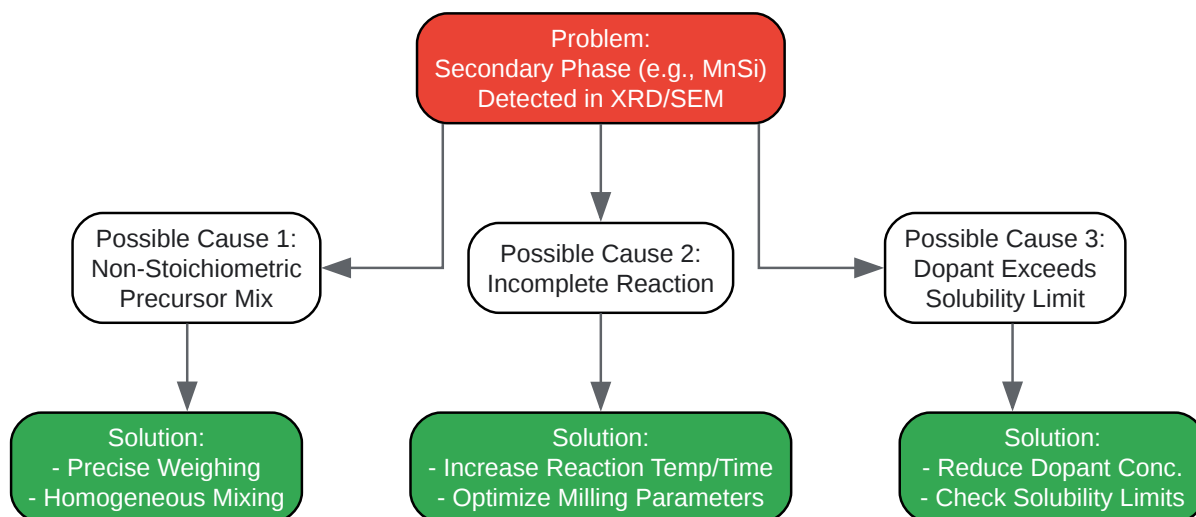 Problem:
Secondary Phase (e.g., MnSi)
Detected in XRD/SEM
Possible Cause 1:
Non-Stoichiometric
Precursor Mix
Possible Cause 2:
Incomplete Reaction
Possible Cause 3:
Dopant Exceeds
Solubility Limit
Solution:
- Precise Weighing
- Homogeneous Mixing
Solution:
- Increase Reaction Temp/Time
- Optimize Milling Parameters
Solution:
- Reduce Dopant Conc.
- Check Solubility Limits